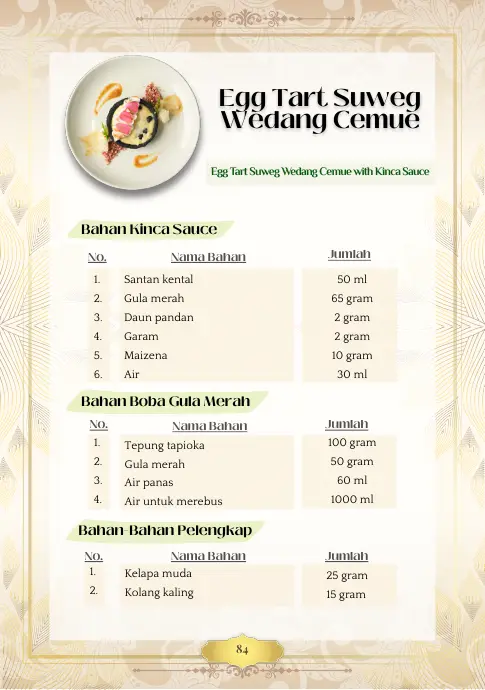 Egg Tart Suweg
Wedang Cemue
Egg Tart Suweg Wedang Cemue with Kinca Sauce
Bahan Kinca Sauce
No. Nama Bahan Jumlah
1. Santan kental 50 ml
2. Gula merah 65 gram
3. Daun pandan 2 gram
4. Garam 2 gram
5. Maizena 10 gram
6. Air 30 ml
Bahan Boba Gula Merah
No. Nama Bahan Jumlah
1. Tepung tapioka 100 gram
2. Gula merah 50 gram
3. Air panas 60 ml
4. Air untuk merebus 1000 ml
Bahan-Bahan Pelengkap
No. Nama Bahan Jumlah
1. Kelapa muda 25 gram
2. Kolang kaling 15 gram
84